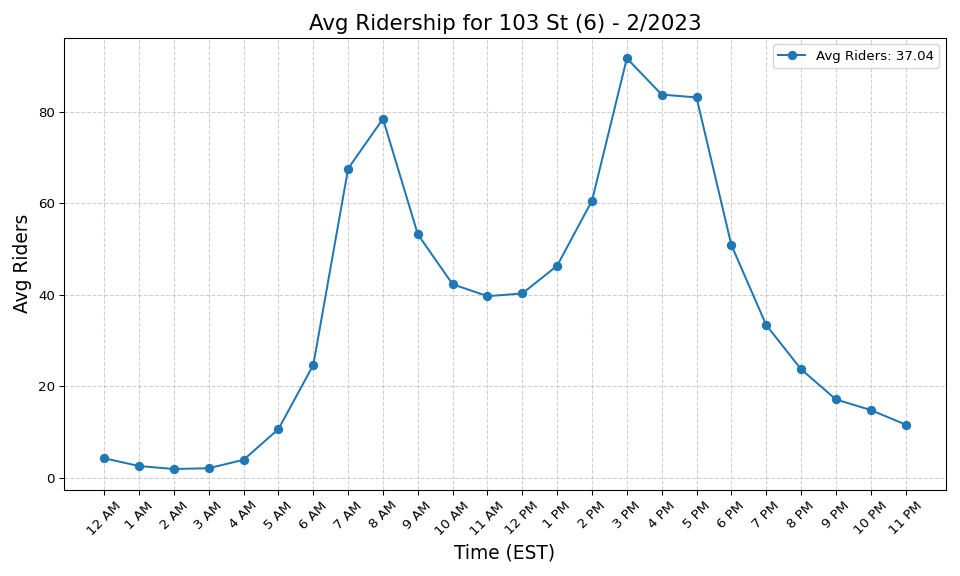 Avg Ridership for 103 St (6) - 2/2023
Avg Riders: 37.04
Avg Riders
80
60
40
20
0
12 AM
1 AM
2 AM
3 AM
4 AM
5 AM
6 AM
7 AM
8 AM
9 AM
10 AM
11 AM
12 PM
1 PM
2 PM
3 PM
4 PM
5 PM
6 PM
7 PM
8 PM
9 PM
10 PM
11 PM
Time (EST)